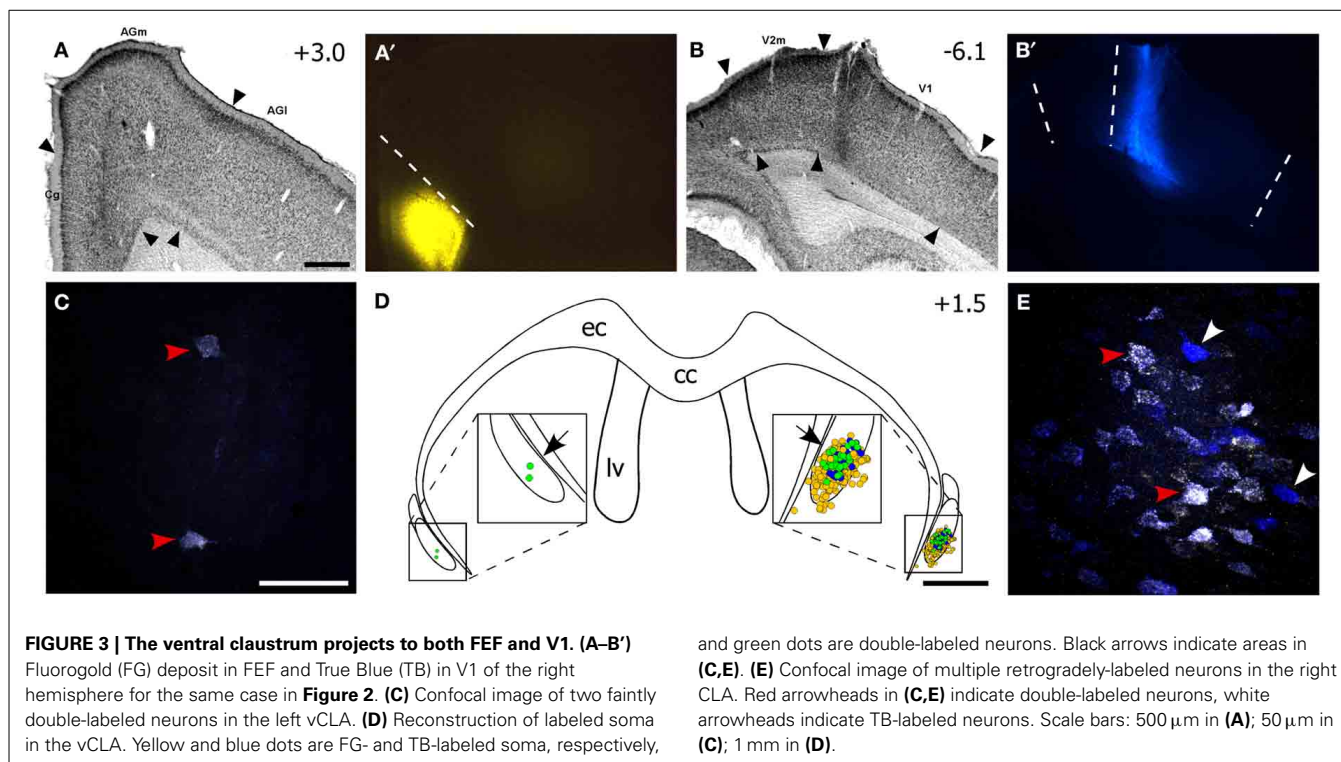 A
AGm
+3.0
AGl
Cg
A'
B
V2m
-6.1
V1
B'
C
D
+1.5
ec
cc
lv
E
FIGURE 3 | The ventral claustrum projects to both FEF and V1. (A–B')
Fluorogold (FG) deposit in FEF and True Blue (TB) in V1 of the right
hemisphere for the same case in Figure 2. (C) Confocal image of two faintly
double-labeled neurons in the left vCLA. (D) Reconstruction of labeled soma
in the vCLA. Yellow and blue dots are FG- and TB-labeled soma, respectively,
and green dots are double-labeled neurons. Black arrows indicate areas in
(C,E). (E) Confocal image of multiple retrogradely-labeled neurons in the right
CLA. Red arrowheads in (C,E) indicate double-labeled neurons, white
arrowheads indicate TB-labeled neurons. Scale bars: 500 μm in (A); 50 μm in
(C); 1 mm in (D).